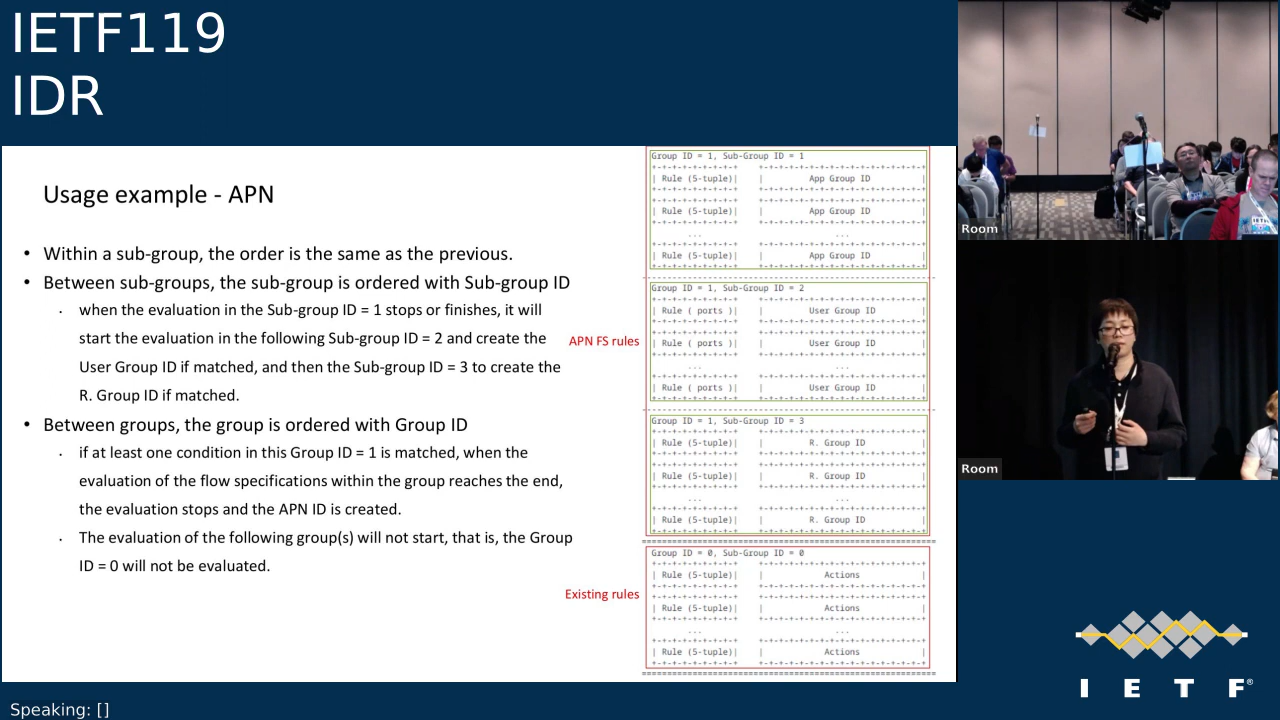 IETF119
IDR
Usage example - APN
• Within a sub-group, the order is the same as the previous.
• Between sub-groups, the sub-group is ordered with Sub-group ID
· when the evaluation in the Sub-group ID = 1 stops or finishes, it will
start the evaluation in the following Sub-group ID = 2 and create the
User Group ID if matched, and then the Sub-group ID = 3 to create the
R. Group ID if matched.
• Between groups, the group is ordered with Group ID
· if at least one condition in this Group ID = 1 is matched, when the
evaluation of the flow specifications within the group reaches the end,
the evaluation stops and the APN ID is created.
· The evaluation of the following group(s) will not start, that is, the Group
ID = 0 will not be evaluated.
APN FS rules
Existing rules
Group ID = 1, Sub-Group ID = 1
| Rule (5-tuple)| | App Group ID |
| Rule (5-tuple)| | App Group ID |
... ...
| Rule (5-tuple)| | App Group ID |
Group ID = 1, Sub-Group ID = 2
| Rule ( ports )| | User Group ID |
| Rule ( ports )| | User Group ID |
... ...
| Rule ( ports )| | User Group ID |
Group ID = 1, Sub-Group ID = 3
| Rule (5-tuple)| | R. Group ID |
| Rule (5-tuple)| | R. Group ID |
... ...
| Rule (5-tuple)| | R. Group ID |
Group ID = 0, Sub-Group ID = 0
| Rule (5-tuple)| | Actions |
| Rule (5-tuple)| | Actions |
... ...
| Rule (5-tuple)| | Actions |
Room
Room
I E T F®
Speaking: []